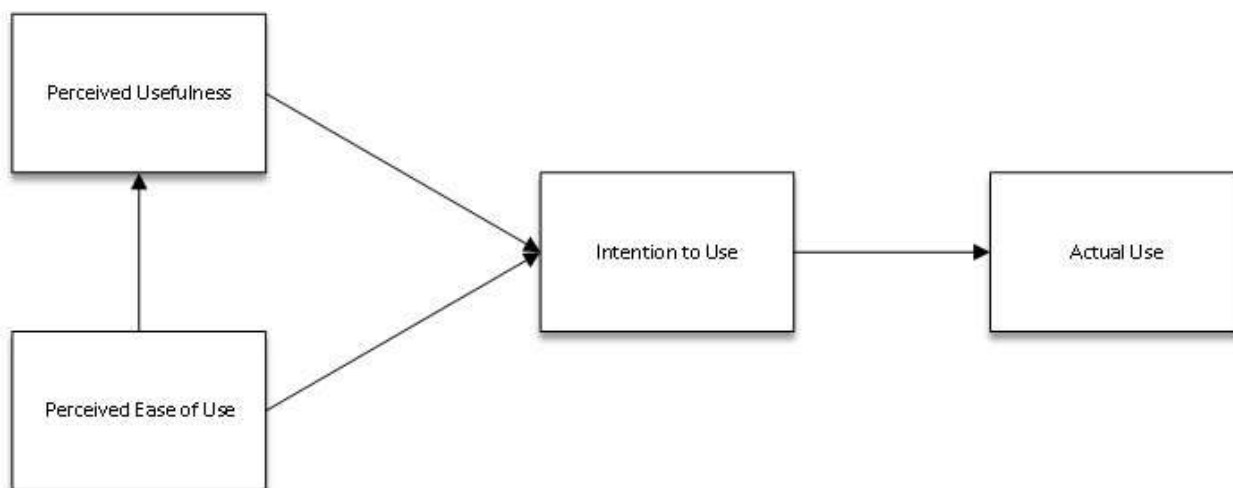 Perceived Usefulness
Intention to Use
Actual Use
Perceived Ease of Use